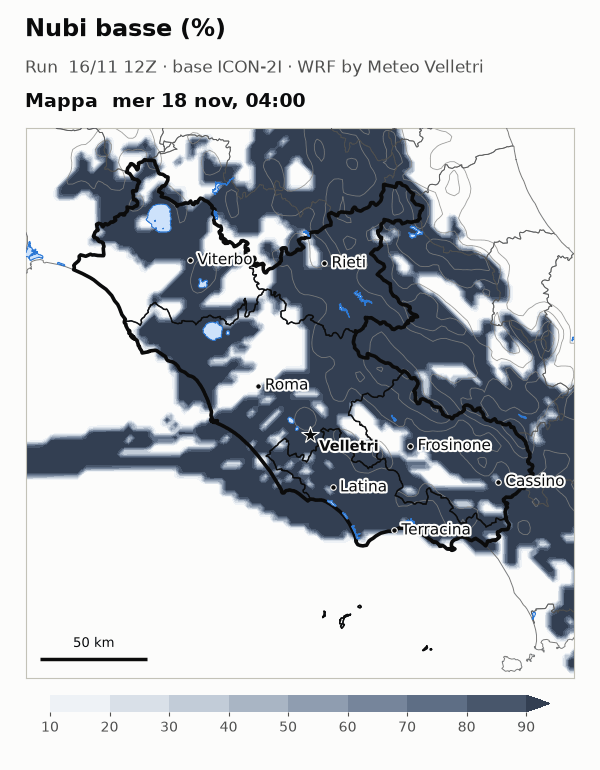 Nubi basse (%)
Run 16/11 12Z · base ICON-2I · WRF by Meteo Velletri
Mappa mer 18 nov, 04:00
Viterbo
Rieti
Roma
Velletri
Frosinone
Cassino
Latina
Terracina
50 km
10 20 30 40 50 60 70 80 90